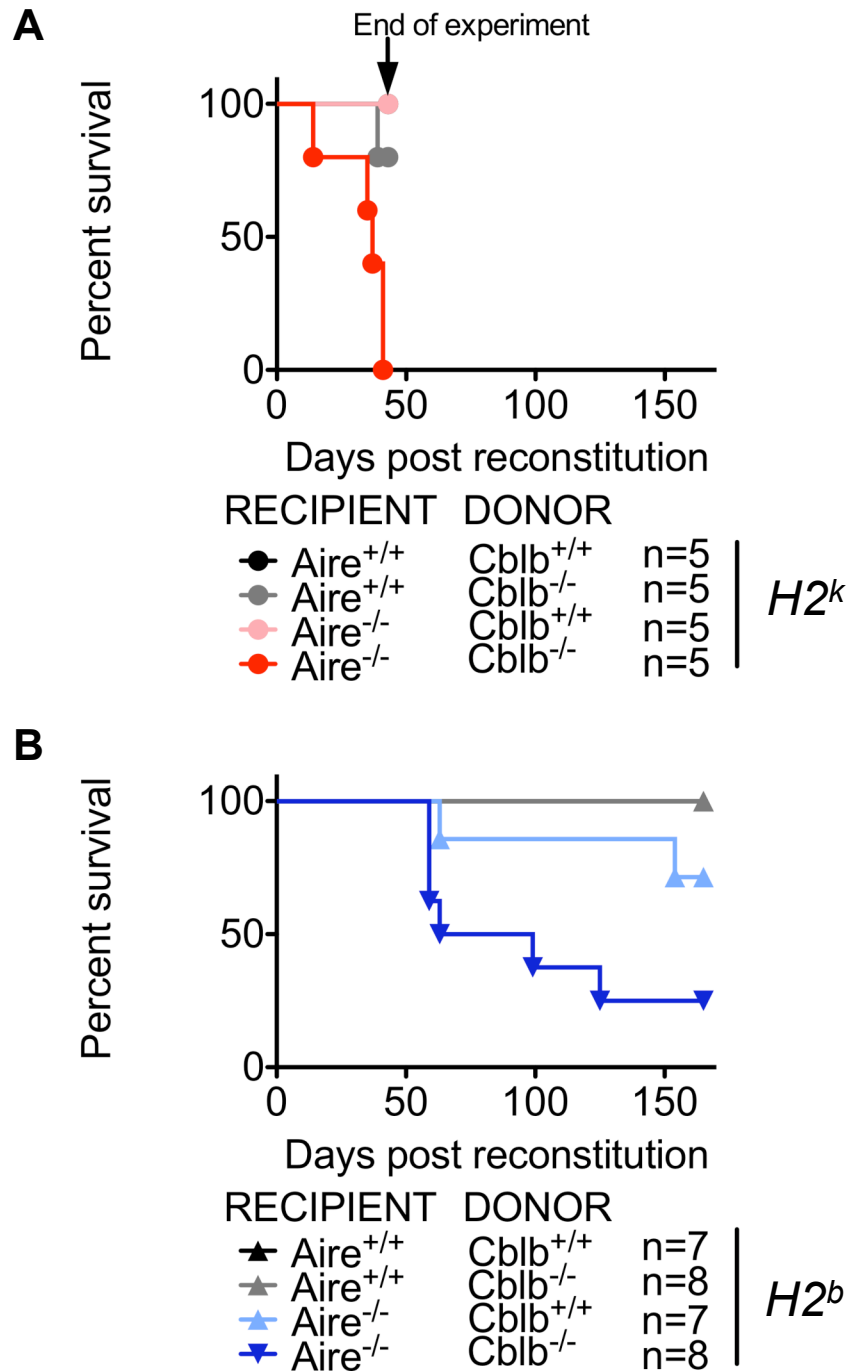 A
End of experiment
100
50
0
Percent survival
0 50 100 150
Days post reconstitution
RECIPIENT DONOR
Aire+/+ Cblb+/+ n=5
Aire+/+ Cblb-/- n=5
Aire-/- Cblb+/+ n=5
Aire-/- Cblb-/- n=5
H2k
B
100
50
0
Percent survival
0 50 100 150
Days post reconstitution
RECIPIENT DONOR
Aire+/+ Cblb+/+ n=7
Aire+/+ Cblb-/- n=8
Aire-/- Cblb+/+ n=7
Aire-/- Cblb-/- n=8
H2b